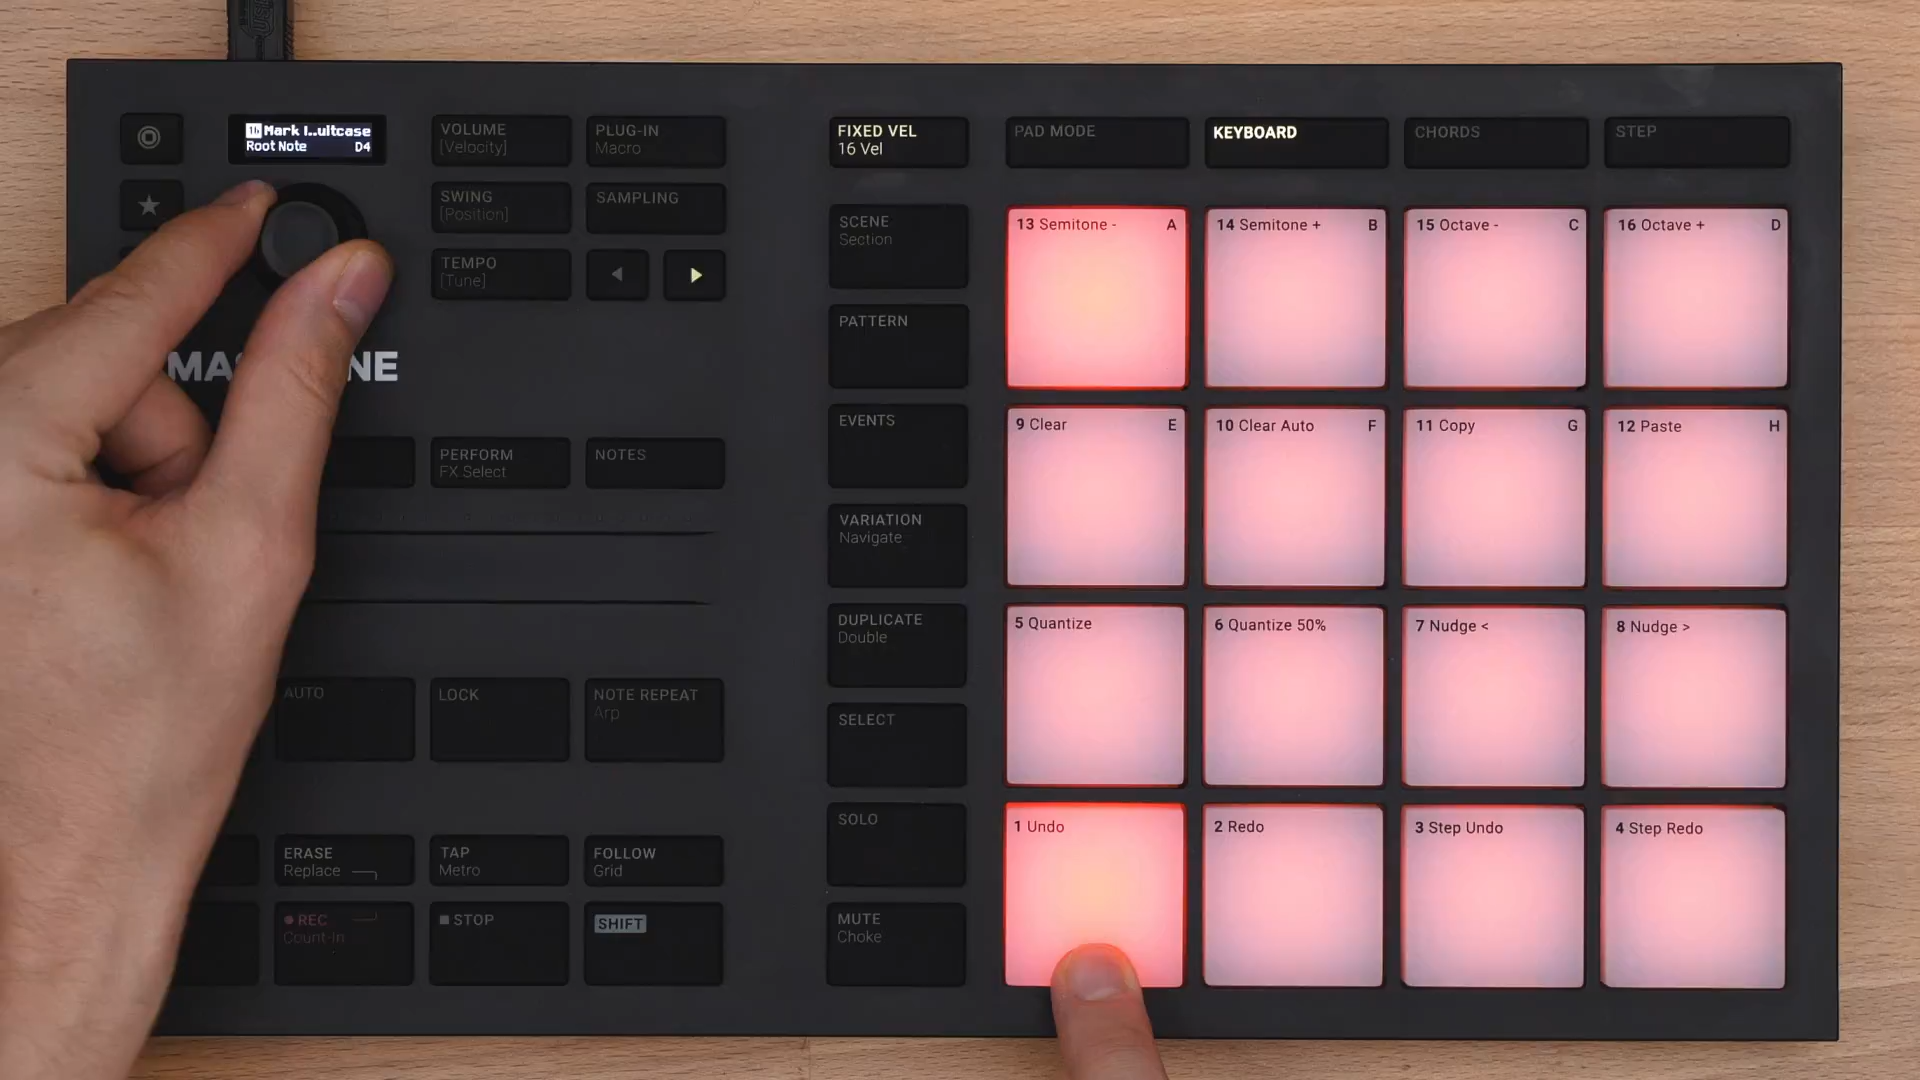 Mark I..uitcase
Root Note D4
VOLUME
[Velocity]
PLUG-IN
Macro
SWING
[Position]
SAMPLING
TEMPO
[Tune]
MAS NE
PERFORM
FX Select
NOTES
AUTO
LOCK
NOTE REPEAT
Arp
ERASE
Replace
TAP
Metro
FOLLOW
Grid
REC
Count-In
STOP
SHIFT
FIXED VEL
16 Vel
SCENE
Section
PATTERN
EVENTS
VARIATION
Navigate
DUPLICATE
Double
SELECT
SOLO
MUTE
Choke
PAD MODE
KEYBOARD
CHORDS
STEP
13 Semitone - A
14 Semitone + B
15 Octave - C
16 Octave + D
9 Clear E
10 Clear Auto F
11 Copy G
12 Paste H
5 Quantize
6 Quantize 50%
7 Nudge <
8 Nudge >
1 Undo
2 Redo
3 Step Undo
4 Step Redo